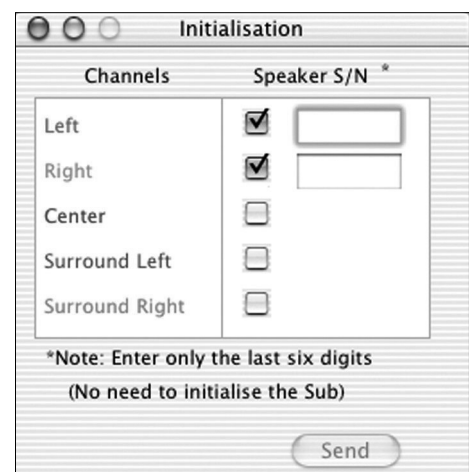 Initialisation
Channels Speaker S/N *
Left
Right
Center
Surround Left
Surround Right
*Note: Enter only the last six digits
(No need to initialise the Sub)
Send